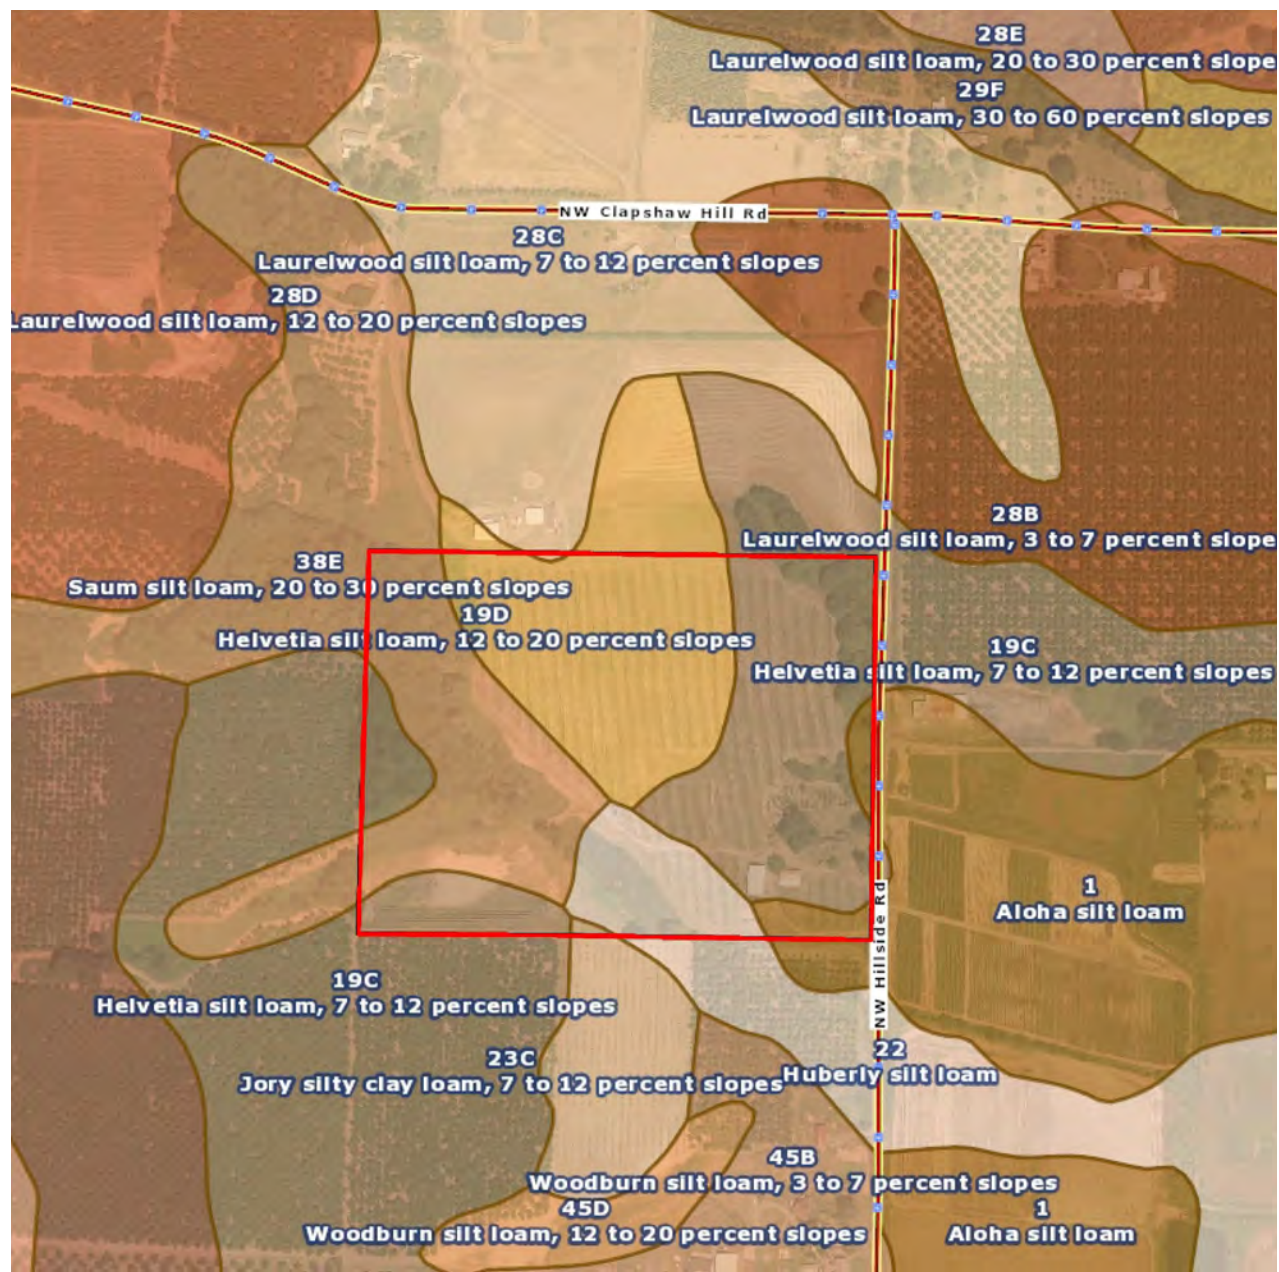 28E
Laurelwood silt loam, 20 to 30 percent slope
29F
Laurelwood silt loam, 30 to 60 percent slopes
NW Clapshaw Hill Rd
28C
Laurelwood silt loam, 7 to 12 percent slopes
28D
Laurelwood silt loam, 12 to 20 percent slopes
28B
Laurelwood silt loam, 3 to 7 percent slope
38E
Saum silt loam, 20 to 30 percent slopes
19D
Helvetia silt loam, 12 to 20 percent slopes
19C
Helvetia silt loam, 7 to 12 percent slopes
1
Aloha silt loam
NW Hillside Rd
19C
Helvetia silt loam, 7 to 12 percent slopes
23C
Jory silty clay loam, 7 to 12 percent slopes
22
Huberly silt loam
45B
Woodburn silt loam, 3 to 7 percent slopes
45D
Woodburn silt loam, 12 to 20 percent slopes
1
Aloha silt loam